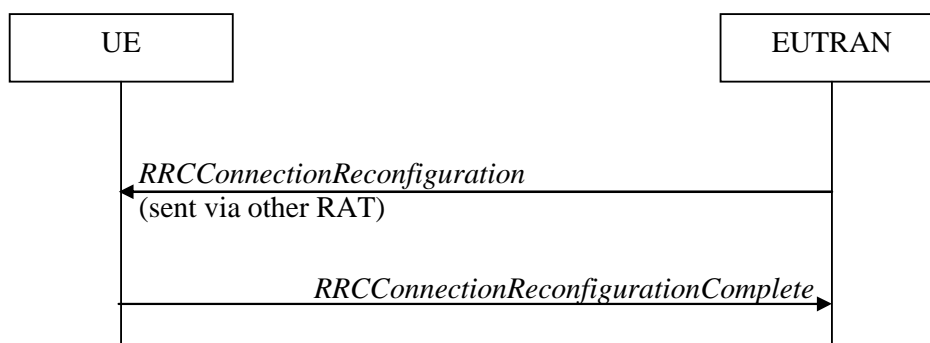 UE
EUTRAN
RRCConnectionReconfiguration
(sent via other RAT)
RRCConnectionReconfigurationComplete